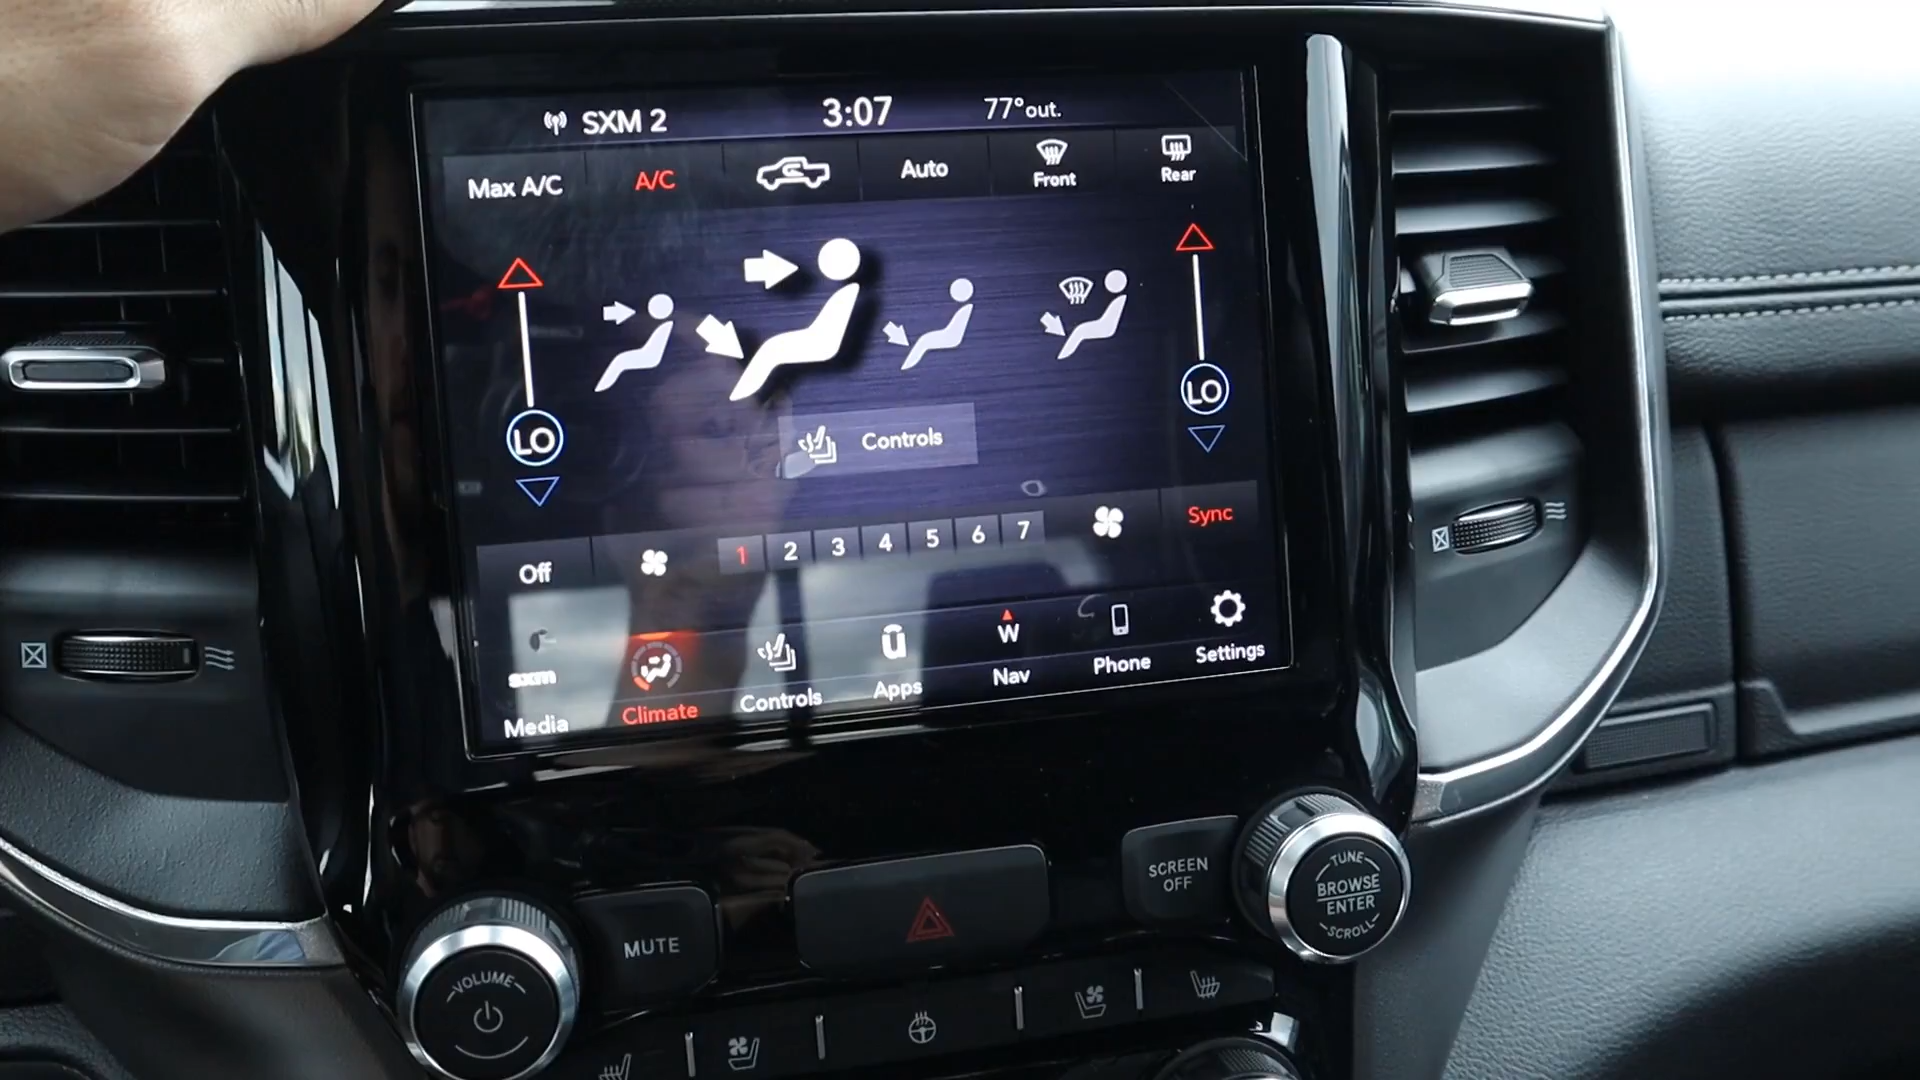 SXM 2 3:07 77°out.
Max A/C A/C Auto Front Rear
LO LO
Controls
Off 1 2 3 4 5 6 7 Sync
sxm W
Media Climate Controls Apps Nav Phone Settings
MUTE SCREEN OFF
TUNE
BROWSE
ENTER
SCROLL
VOLUME